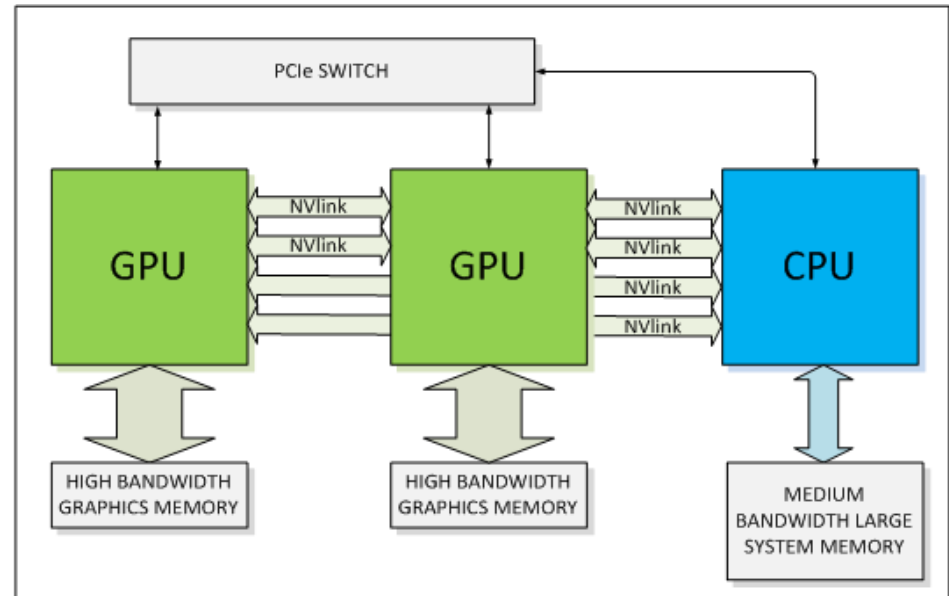 PCIe SWITCH
NVlink
NVlink
NVlink
NVlink
NVlink
NVlink
GPU
GPU
CPU
HIGH BANDWIDTH
GRAPHICS MEMORY
HIGH BANDWIDTH
GRAPHICS MEMORY
MEDIUM
BANDWIDTH LARGE
SYSTEM MEMORY